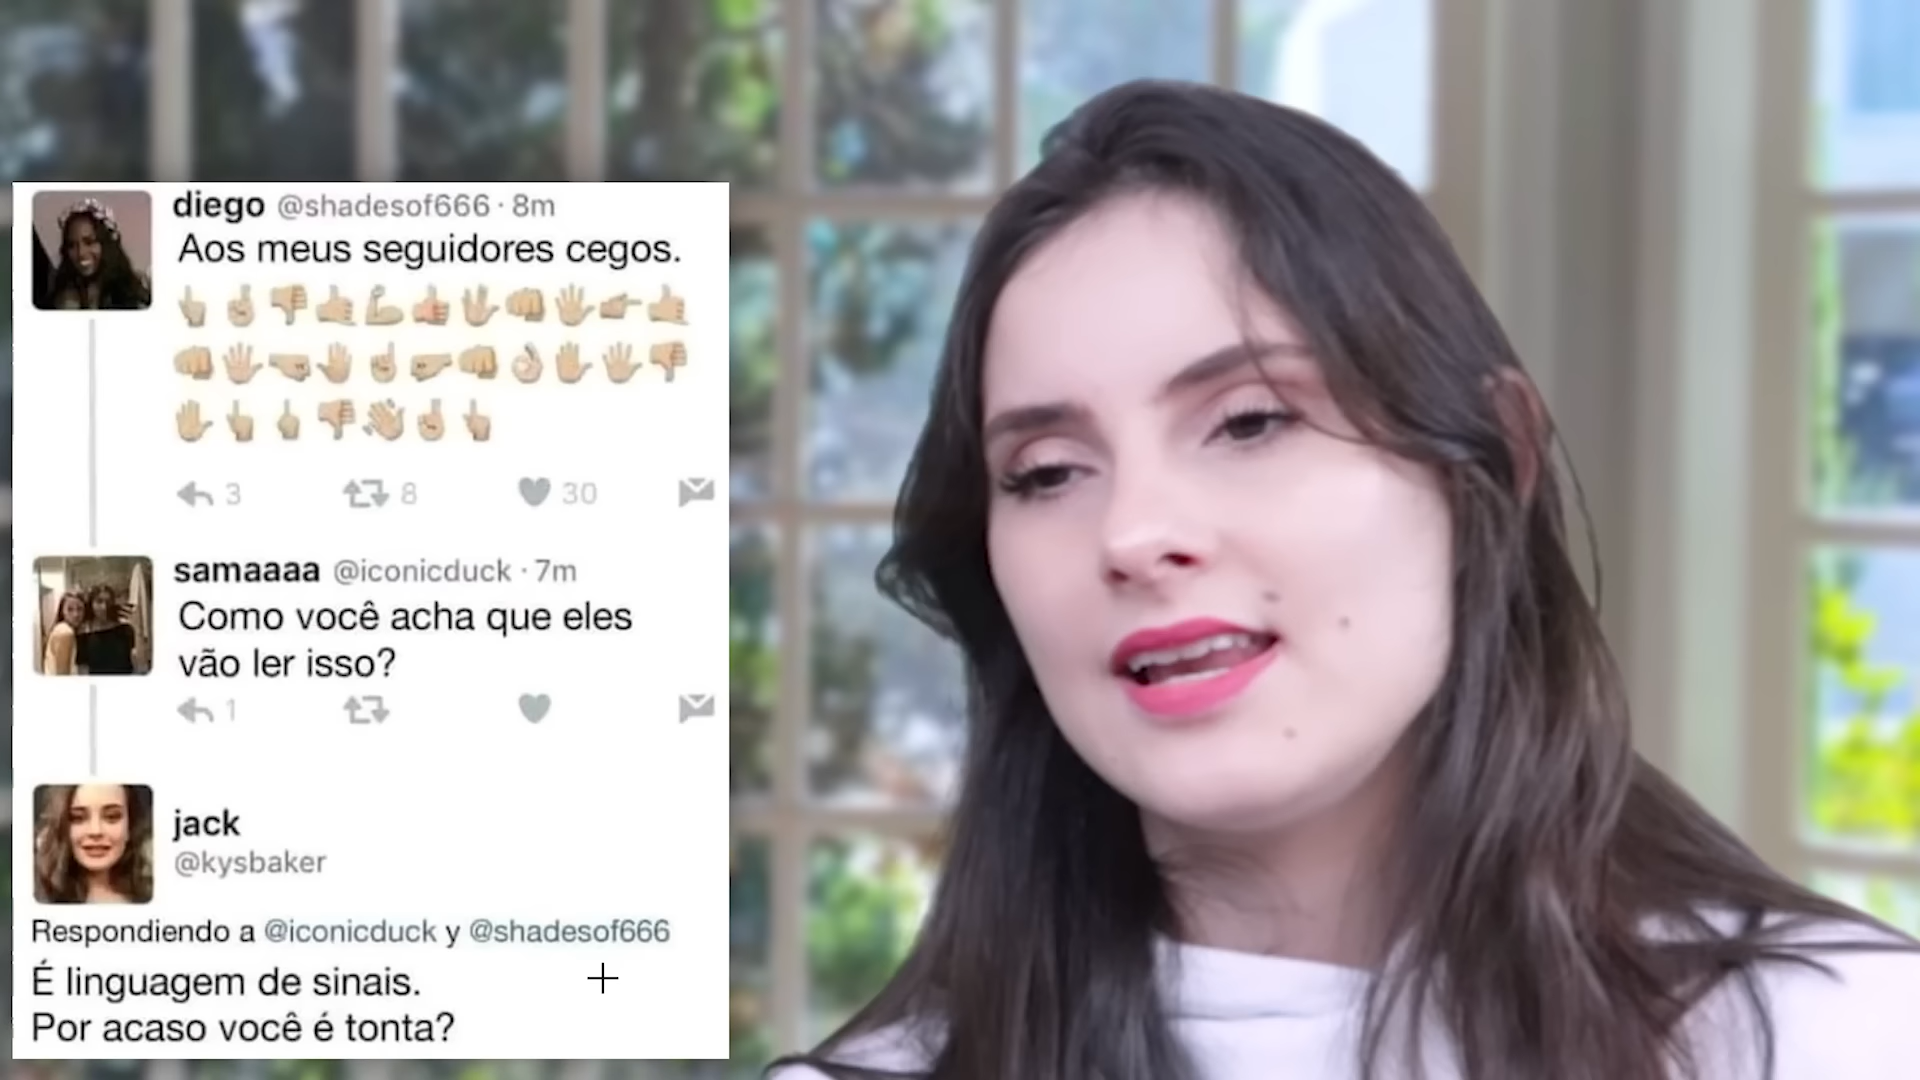 diego @shadesof666 · 8m
Aos meus seguidores cegos.
3 8 30
samaaaa @iconicduck · 7m
Como você acha que eles
vão ler isso?
1
jack
@kysbaker
Respondiendo a @iconicduck y @shadesof666
É linguagem de sinais.
Por acaso você é tonta?